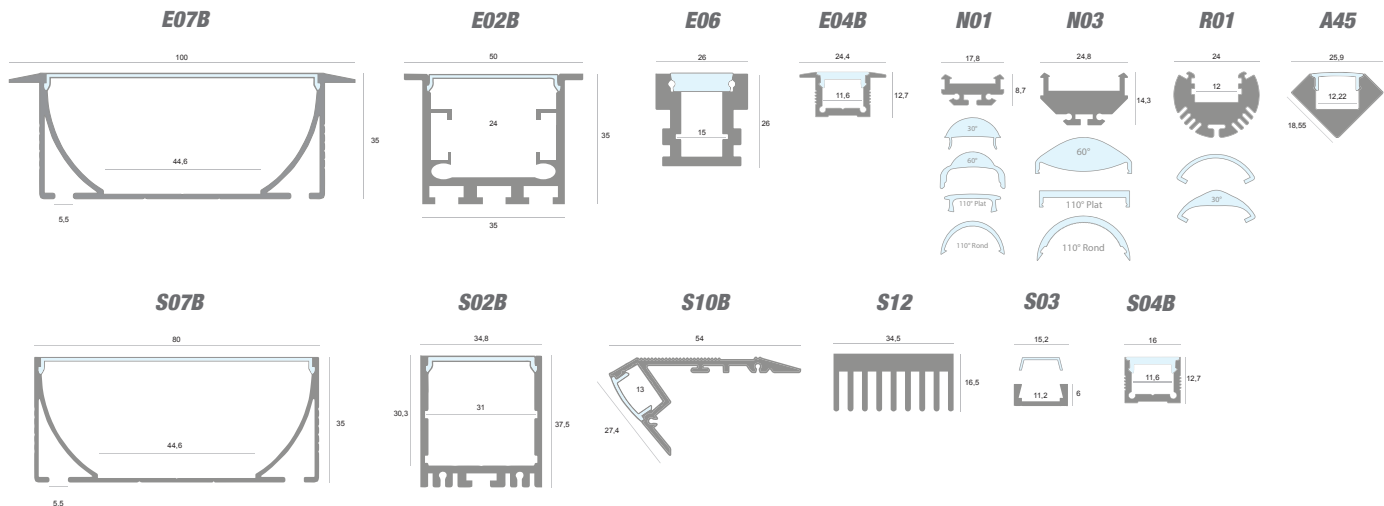 E07B
100
35
44,6
5,5
E02B
50
24
35
35
E06
26
15
26
E04B
24,4
11,6
12,7
N01
17,8
8,7
30°
60°
110° Plat
110° Rond
N03
24,8
14,3
60°
110° Plat
110° Rond
R01
24
12
30°
A45
25,9
12,22
18,55
S07B
80
35
44,6
5,5
S02B
34,8
30,3
31
37,5
S10B
54
13
27,4
S12
34,5
16,5
S03
15,2
11,2
6
S04B
16
11,6
12,7